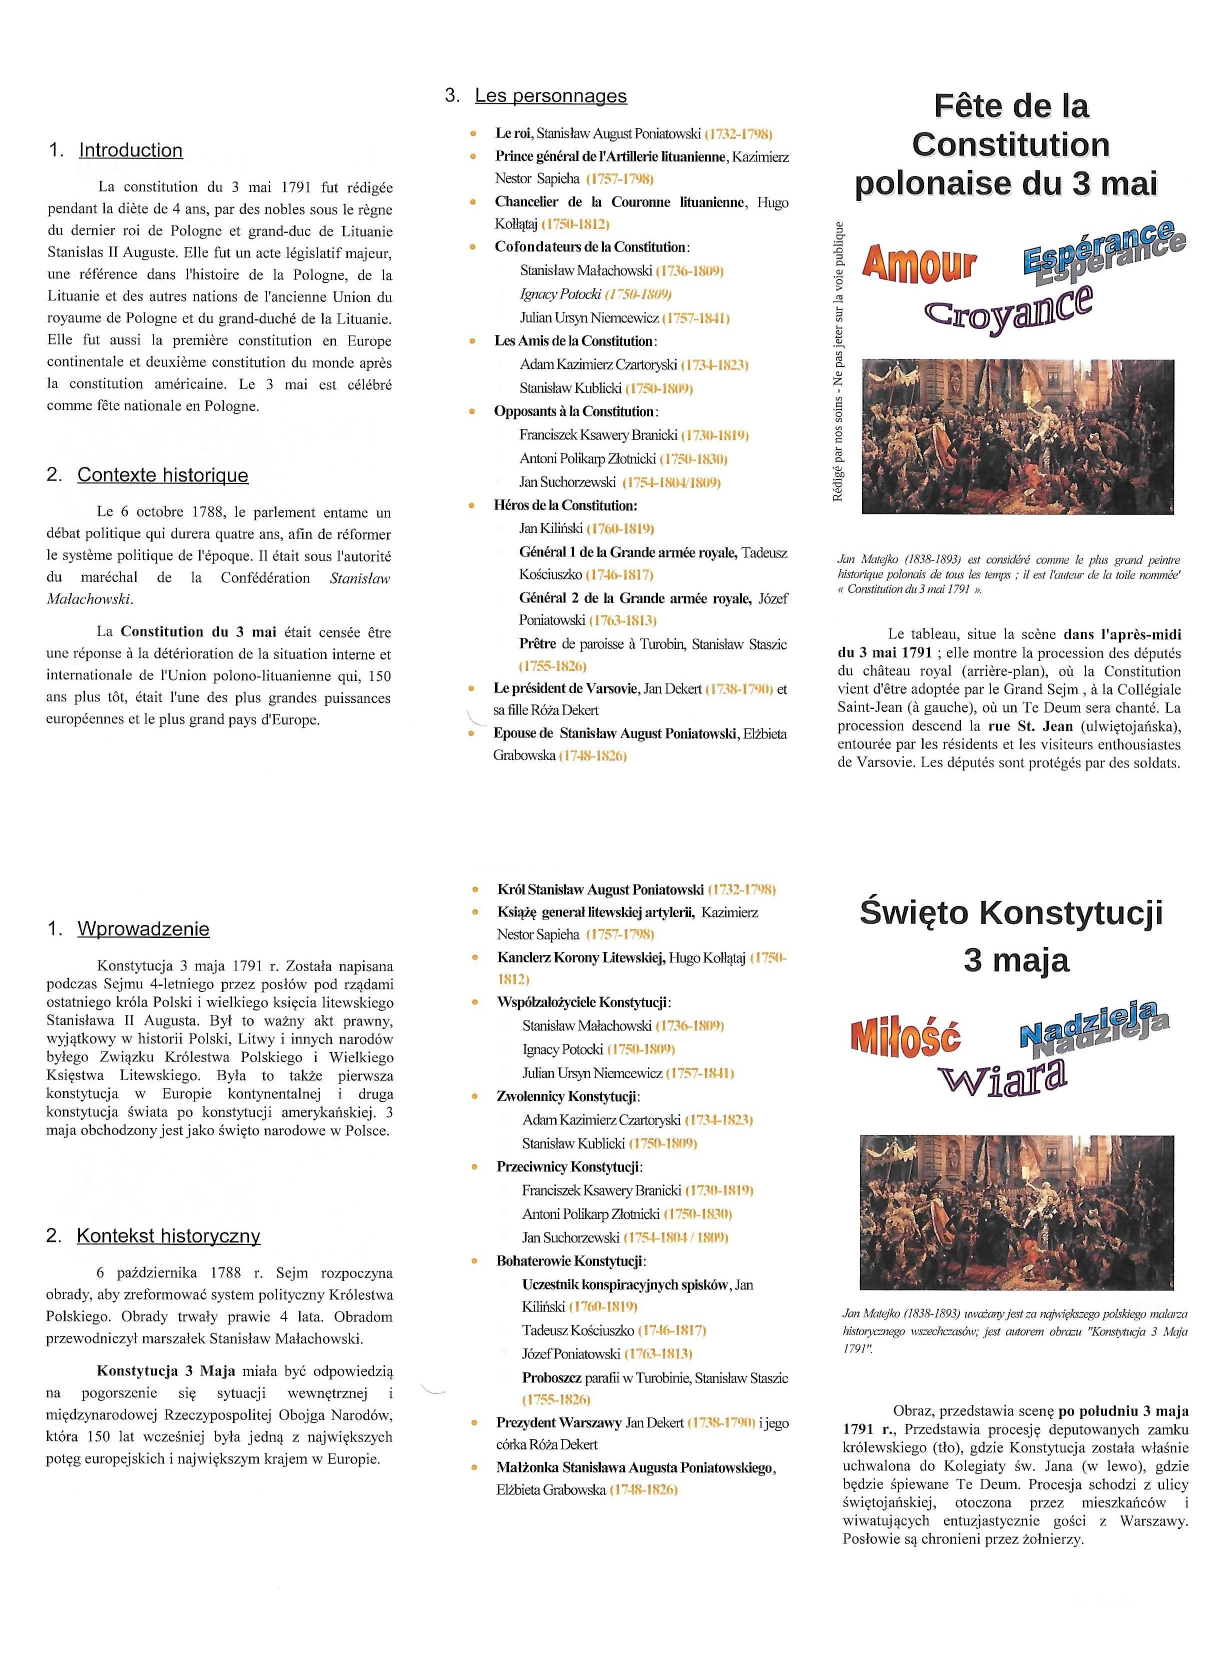 1. Introduction
La constitution du 3 mai 1791 fut rédigée
pendant la diète de 4 ans, par des nobles sous le règne
du dernier roi de Pologne et grand-duc de Lituanie
Stanislas II Auguste. Elle fut un acte législatif majeur,
une référence dans l'histoire de la Pologne, de la
Lituanie et des autres nations de l'ancienne Union du
royaume de Pologne et du grand-duché de la Lituanie.
Elle fut aussi la première constitution en Europe
continentale et deuxième constitution du monde après
la constitution américaine. Le 3 mai est célébré
comme fête nationale en Pologne.
2. Contexte historique
Le 6 octobre 1788, le parlement entame un
débat politique qui durera quatre ans, afin de réformer
le système politique de l'époque. Il était sous l'autorité
du maréchal de la Confédération Stanisław
Małachowski.
La Constitution du 3 mai était censée être
une réponse à la détérioration de la situation interne et
internationale de l'Union polono-lituanienne qui, 150
ans plus tôt, était l'une des plus grandes puissances
européennes et le plus grand pays d'Europe.
3. Les personnages
• Le roi, Stanisław August Poniatowski (1732-1798)
• Prince général de l'Artillerie lituanienne, Kazimierz
Nestor Sapieha (1757-1798)
• Chancelier de la Couronne lituanienne, Hugo
Kołłątaj (1750-1812)
• Cofondateurs de la Constitution:
Stanisław Małachowski (1736-1809)
Ignacy Potocki (1750-1809)
Julian Ursyn Niemcewicz (1757-1841)
• Les Amis de la Constitution:
Adam Kazimierz Czartoryski (1734-1823)
Stanisław Kublicki (1750-1809)
• Opposants à la Constitution:
Franciszek Ksawery Branicki (1730-1819)
Antoni Polikarp Złotnicki (1750-1830)
Jan Suchorzewski (1754-1804/1809)
• Héros de la Constitution:
Jan Kiliński (1760-1819)
Général 1 de la Grande armée royale, Tadeusz
Kościuszko (1746-1817)
Général 2 de la Grande armée royale, Józef
Poniatowski (1763-1813)
Prêtre de paroisse à Turobin, Stanisław Staszic
(1755-1826)
• Le président de Varsovie, Jan Dekert (1738-1790) et
sa fille Róża Dekert
• Epouse de Stanisław August Poniatowski, Elżbieta
Grabowska (1748-1826)
Fête de la
Constitution
polonaise du 3 mai
Rédigé par nos soins - Ne pas jeter sur la voie publique
Amour
Espérance
Croyance
Jan Matejko (1838-1893) est considéré comme le plus grand peintre
historique polonais de tous les temps ; il est l'auteur de la toile nommée'
« Constitution du 3 mai 1791 ».
Le tableau, situe la scène dans l'après-midi
du 3 mai 1791 ; elle montre la procession des députés
du château royal (arrière-plan), où la Constitution
vient d'être adoptée par le Grand Sejm , à la Collégiale
Saint-Jean (à gauche), où un Te Deum sera chanté. La
procession descend la rue St. Jean (ulwiętojańska),
entourée par les résidents et les visiteurs enthousiastes
de Varsovie. Les députés sont protégés par des soldats.
1. Wprowadzenie
Konstytucja 3 maja 1791 r. Została napisana
podczas Sejmu 4-letniego przez posłów pod rządami
ostatniego króla Polski i wielkiego księcia litewskiego
Stanisława II Augusta. Był to ważny akt prawny,
wyjątkowy w historii Polski, Litwy i innych narodów
byłego Związku Królestwa Polskiego i Wielkiego
Księstwa Litewskiego. Była to także pierwsza
konstytucja w Europie kontynentalnej i druga
konstytucja świata po konstytucji amerykańskiej. 3
maja obchodzony jest jako święto narodowe w Polsce.
2. Kontekst historyczny
6 października 1788 r. Sejm rozpoczyna
obrady, aby zreformować system polityczny Królestwa
Polskiego. Obrady trwały prawie 4 lata. Obradom
przewodniczył marszałek Stanisław Małachowski.
Konstytucja 3 Maja miała być odpowiedzią
na pogorszenie się sytuacji wewnętrznej i
międzynarodowej Rzeczypospolitej Obojga Narodów,
która 150 lat wcześniej była jedną z największych
potęg europejskich i największym krajem w Europie.
• Król Stanisław August Poniatowski (1732-1798)
• Książę generał litewskiej artylerii, Kazimierz
Nestor Sapieha (1757-1798)
• Kanclerz Korony Litewskiej, Hugo Kołłątaj (1750-
1812)
• Współzałożyciele Konstytucji:
Stanisław Małachowski (1736-1809)
Ignacy Potocki (1750-1809)
Julian Ursyn Niemcewicz (1757-1841)
• Zwolennicy Konstytucji:
Adam Kazimierz Czartoryski (1734-1823)
Stanisław Kublicki (1750-1809)
• Przeciwnicy Konstytucji:
Franciszek Ksawery Branicki (1730-1819)
Antoni Polikarp Złotnicki (1750-1830)
Jan Suchorzewski (1754-1804 / 1809)
• Bohaterowie Konstytucji:
Uczestnik konspiracyjnych spisków, Jan
Kiliński (1760-1819)
Tadeusz Kościuszko (1746-1817)
Józef Poniatowski (1763-1813)
Proboszcz parafii w Turobinie, Stanisław Staszic
(1755-1826)
• Prezydent Warszawy Jan Dekert (1738-1790) i jego
córka Róża Dekert
• Małżonka Stanisława Augusta Poniatowskiego,
Elżbieta Grabowska (1748-1826)
Święto Konstytucji
3 maja
Miłość
Nadzieja
Wiara
Jan Matejko (1838-1893) uważany jest za największego polskiego malarza
historycznego wszechczasów; jest autorem obrazu "Konstytucja 3 Maja
1791".
Obraz, przedstawia scenę po południu 3 maja
1791 r., Przedstawia procesję deputowanych zamku
królewskiego (tło), gdzie Konstytucja została właśnie
uchwalona do Kolegiaty św. Jana (w lewo), gdzie
będzie śpiewane Te Deum. Procesja schodzi z ulicy
świętojańskiej, otoczona przez mieszkańców i
wiwatujących entuzjastycznie gości z Warszawy.
Posłowie są chronieni przez żołnierzy.